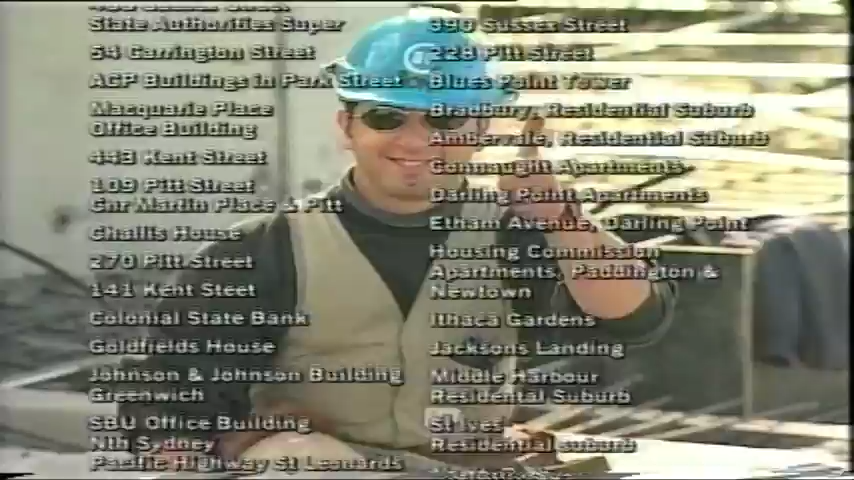 State Authorities Super
54 Carrington Street
ACP Buildings in Park Street
Macquarie Place
Office Building
443 Kent Street
109 Pitt Street
Cnr Martin Place & Pitt
Challis House
270 Pitt Street
141 Kent Steet
Colonial State Bank
Goldfields House
Johnson & Johnson Building
Greenwich
SBU Office Building
Nth Sydney
Pacific Highway St Leonards
390 Sussex Street
228 Pitt Street
Blues Point Tower
Bradbury, Residential Suburb
Ambervale, Residential Suburb
Connaught Apartments
Darling Point Apartments
Etham Avenue, Darling Point
Housing Commission
Apartments, Paddington &
Newtown
Ithaca Gardens
Jacksons Landing
Middle Harbour
Residental Suburb
St Ives
Residential suburb